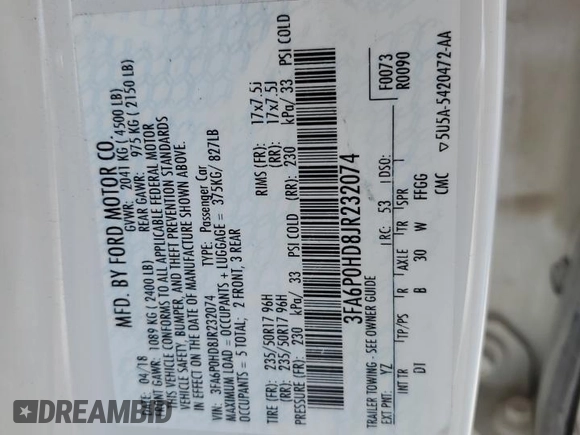 MFD. BY FORD MOTOR CO.
DATE: 04/18 GVWR: 2041 KG ( 4500 LB)
FRONT GAWR: 1089 KG ( 2400 LB) REAR GAWR: 975 KG ( 2150 LB)
THIS VEHICLE CONFORMS TO ALL APPLICABLE FEDERAL MOTOR
VEHICLE SAFETY, BUMPER, AND THEFT PREVENTION STANDARDS
IN EFFECT ON THE DATE OF MANUFACTURE SHOWN ABOVE.
VIN: 3FA6P0HD8JR232074 TYPE: Passenger Car
MAXIMUM LOAD = OCCUPANTS + LUGGAGE = 375KG/ 827LB
OCCUPANTS = 5 TOTAL; 2 FRONT, 3 REAR
TIRE (FR): 235/50R17 96H RIMS (FR): 17x7.5J
(RR): 235/50R17 96H (RR): 17x7.5J
PRESSURE (FR): 230 kPa/ 33 PSI COLD (RR): 230 kPa/ 33 PSI COLD
3FA6P0HD8JR232074
TRAILER TOWING - SEE OWNER GUIDE
F0073
R0090
EXT PNT: YZ RC: 53 DSO:
INT TR TP/PS R AXLE TR SPR
DI B 30 W FFGG 1
CMC ▽5U5A-5420472-AA
DREAMBID